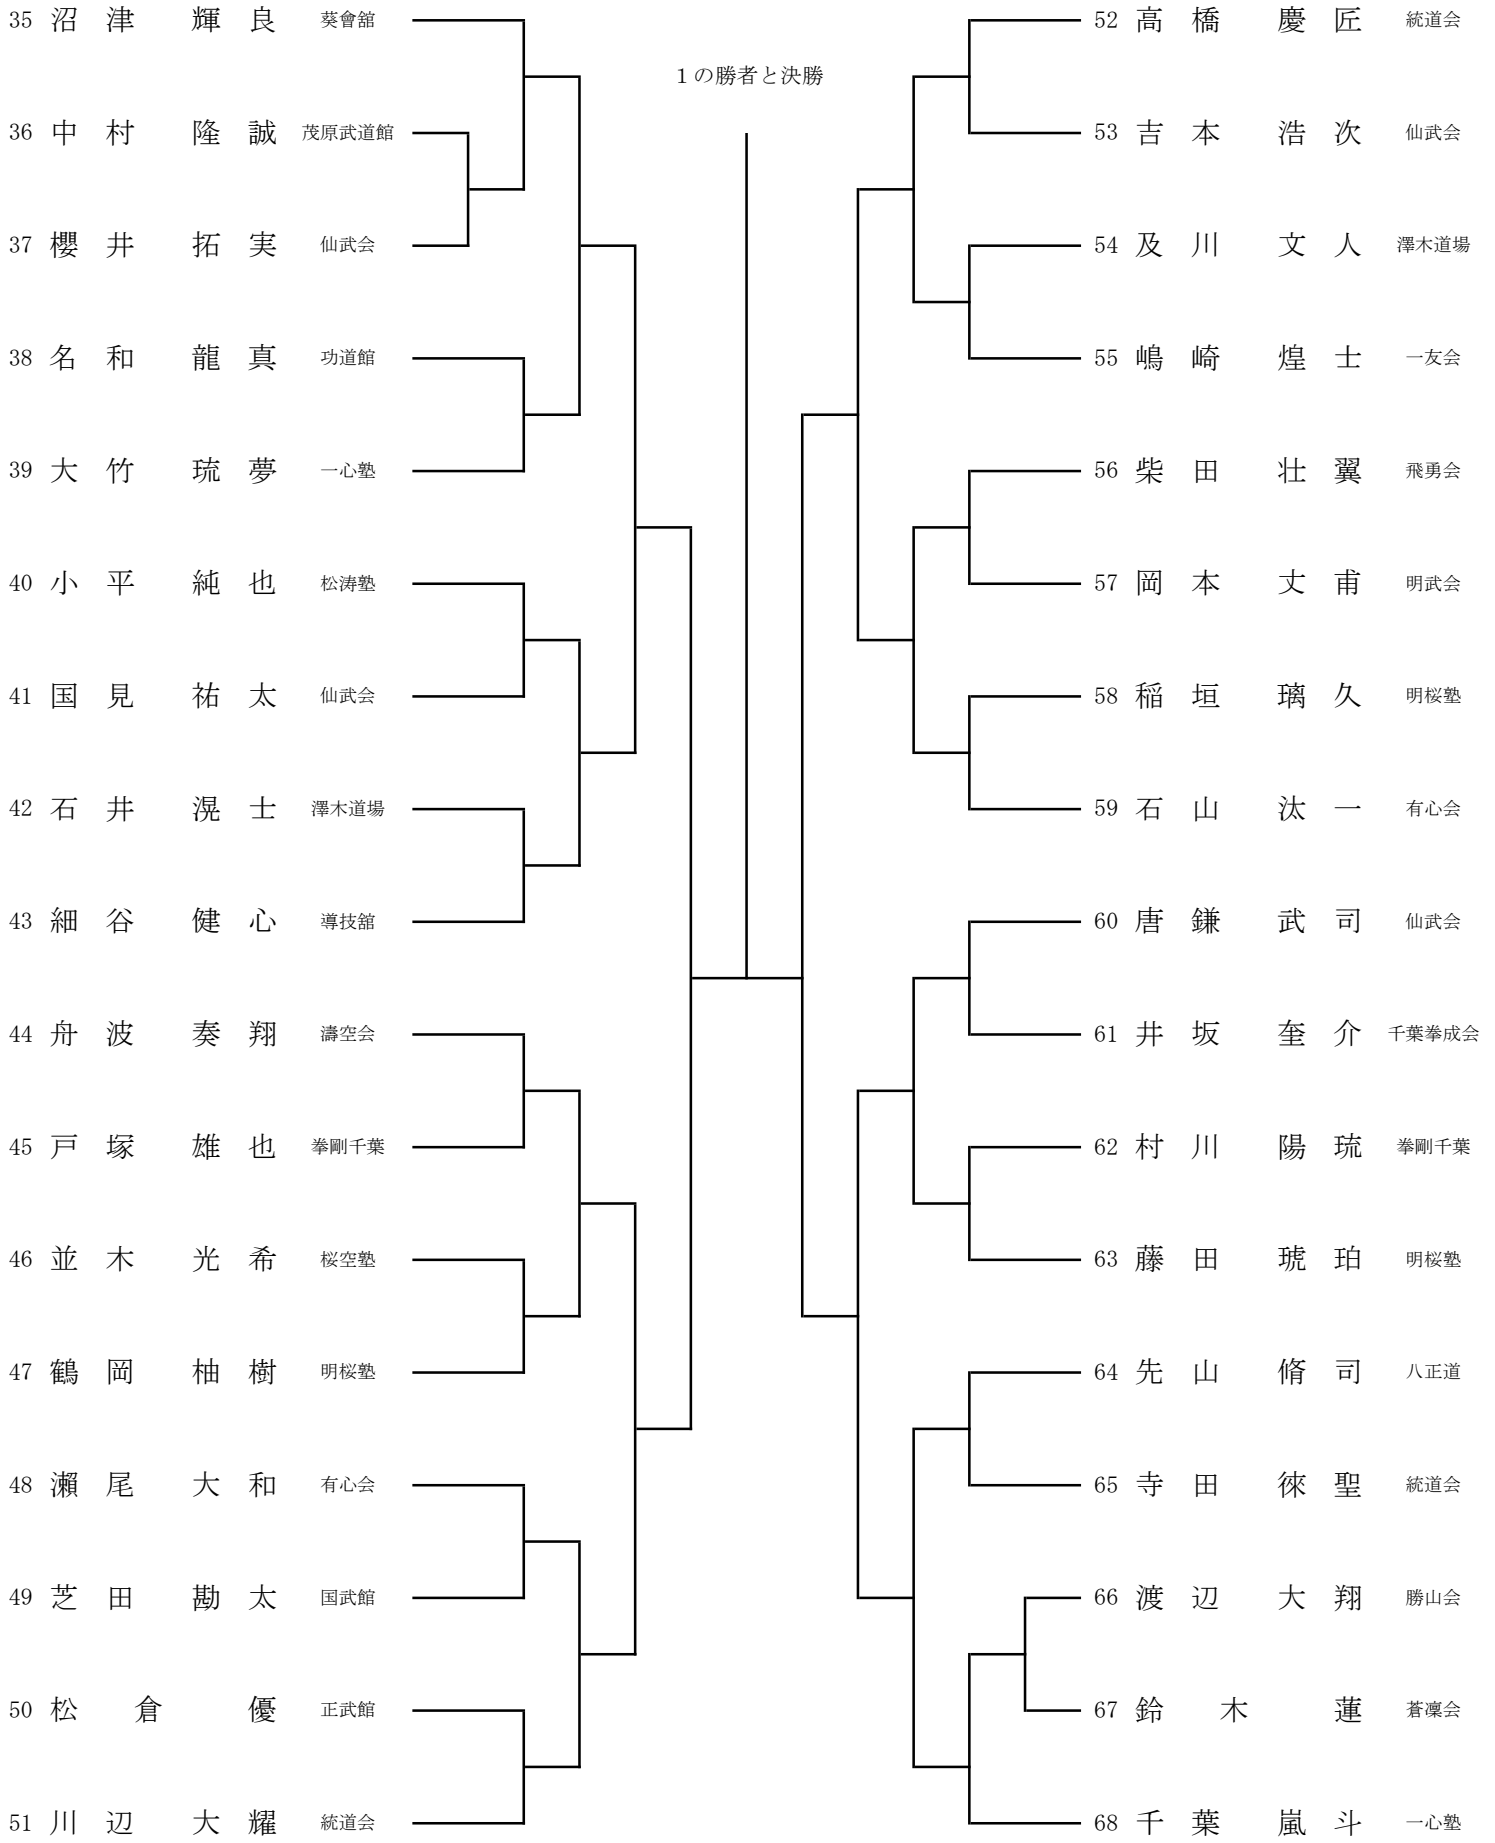 35 沼津 輝良 葵會舘
36 中村 隆誠 茂原武道館
37 櫻井 拓実 仙武会
38 名和 龍真 功道館
39 大竹 琉夢 一心塾
40 小平 純也 松涛塾
41 国見 祐太 仙武会
42 石井 滉士 澤木道場
43 細谷 健心 導技舘
44 舟波 奏翔 濤空会
45 戸塚 雄也 拳剛千葉
46 並木 光希 桜空塾
47 鶴岡 柚樹 明桜塾
48 瀨尾 大和 有心会
49 芝田 勘太 国武館
50 松倉 優 正武館
51 川辺 大耀 統道会
１の勝者と決勝
52 高橋 慶匠 統道会
53 吉本 浩次 仙武会
54 及川 文人 澤木道場
55 嶋崎 煌士 一友会
56 柴田 壮翼 飛勇会
57 岡本 丈甫 明武会
58 稲垣 璃久 明桜塾
59 石山 汰一 有心会
60 唐鎌 武司 仙武会
61 井坂 奎介 千葉拳成会
62 村川 陽琉 拳剛千葉
63 藤田 琥珀 明桜塾
64 先山 脩司 八正道
65 寺田 徠聖 統道会
66 渡辺 大翔 勝山会
67 鈴木 蓮 蒼凜会
68 千葉 嵐斗 一心塾